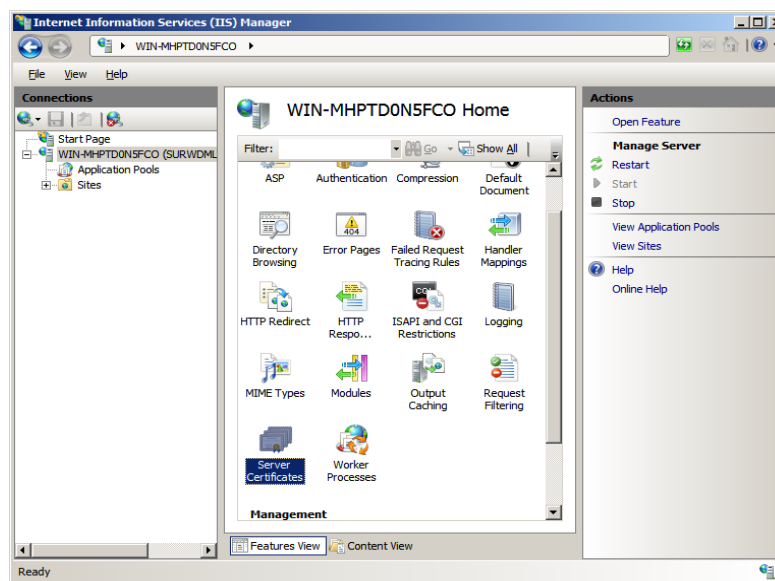 Internet Information Services (IIS) Manager
WIN-MHPTD0N5FCO
File View Help
Connections
Start Page
WIN-MHPTD0N5FCO (SURWDML
Application Pools
Sites
WIN-MHPTD0N5FCO Home
Filter: Go Show All
ASP Authentication Compression Default
Document
Directory Error Pages Failed Request Handler
Browsing Tracing Rules Mappings
404
HTTP Redirect HTTP ISAPI and CGI Logging
Respo... Restrictions
MIME Types Modules Output Request
Caching Filtering
Server Worker
Certificates Processes
Management
Features View Content View
Actions
Open Feature
Manage Server
Restart
Start
Stop
View Application Pools
View Sites
Help
Online Help
Ready